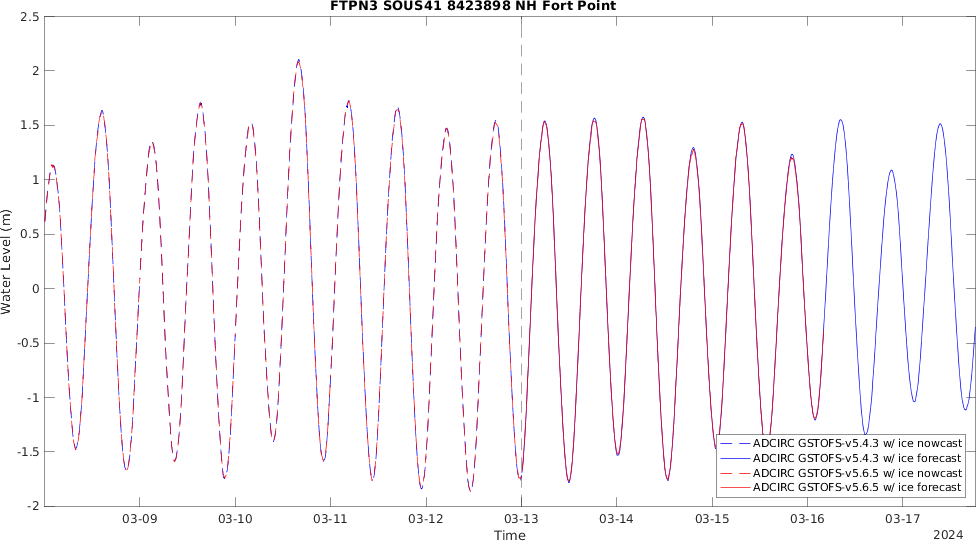 FTPN3 SOUS41 8423898 NH Fort Point
2.5
2
1.5
1
0.5
0
-0.5
-1
-1.5
-2
Water Level (m)
03-09
03-10
03-11
03-12
03-13
03-14
03-15
03-16
03-17
Time
2024
ADCIRC GSTOFS-v5.4.3 w/ ice nowcast
ADCIRC GSTOFS-v5.4.3 w/ ice forecast
ADCIRC GSTOFS-v5.6.5 w/ ice nowcast
ADCIRC GSTOFS-v5.6.5 w/ ice forecast